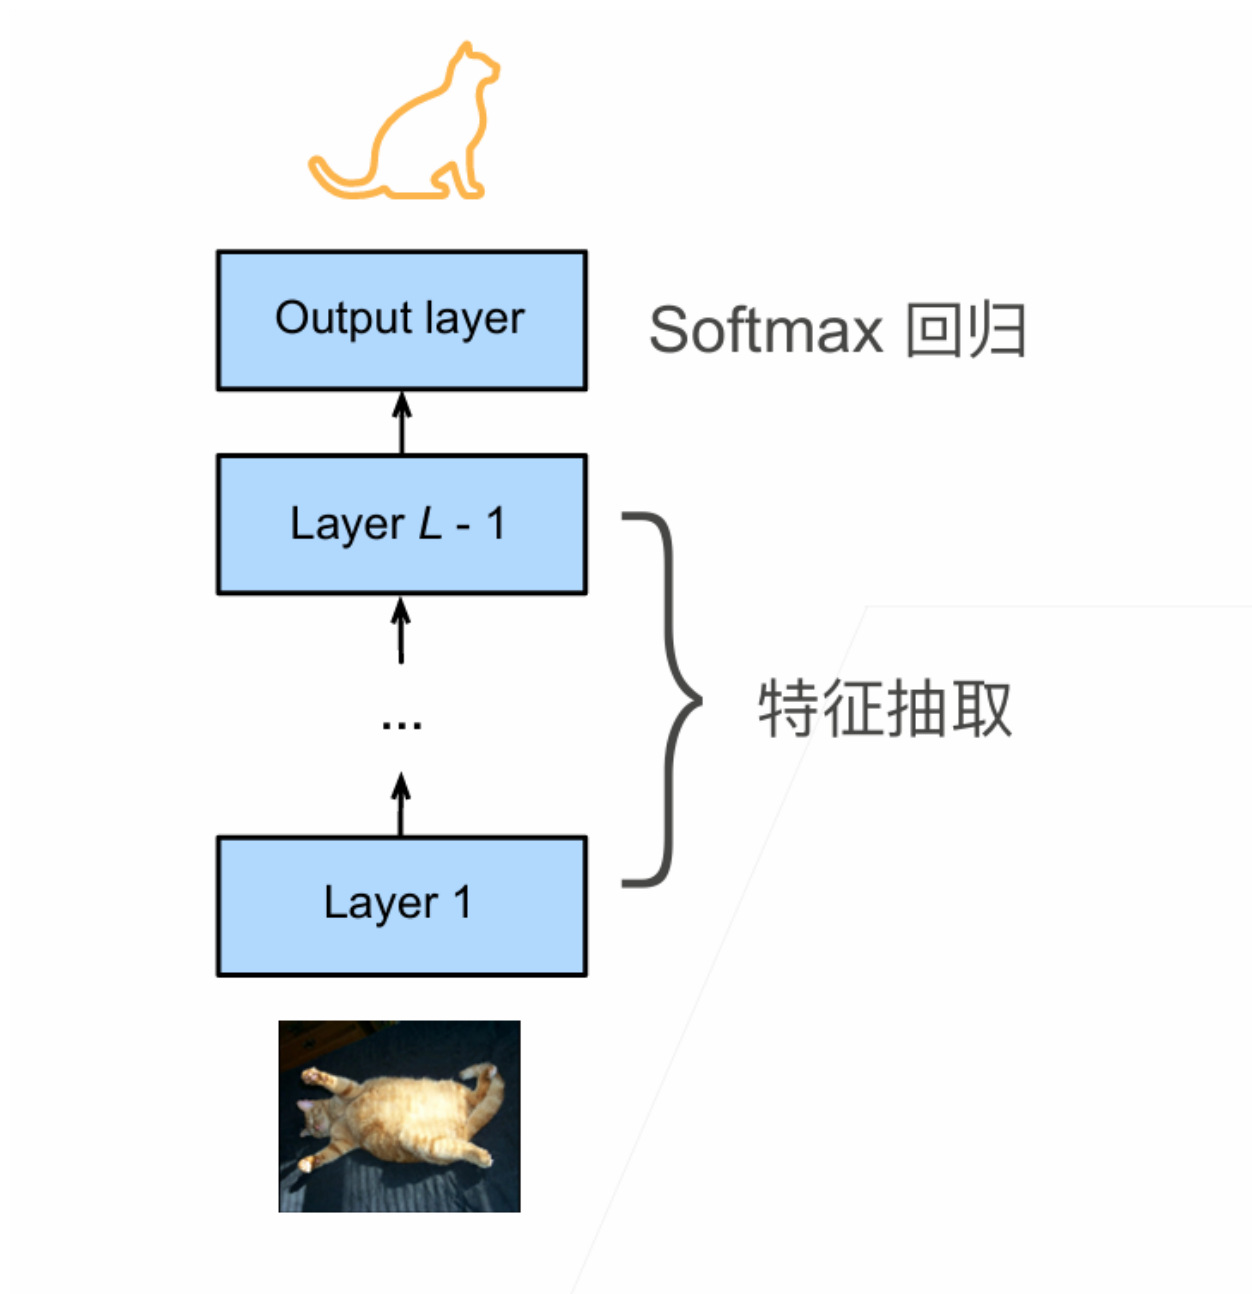 Output layer
Softmax 回归
Layer L - 1
...
特征抽取
Layer 1